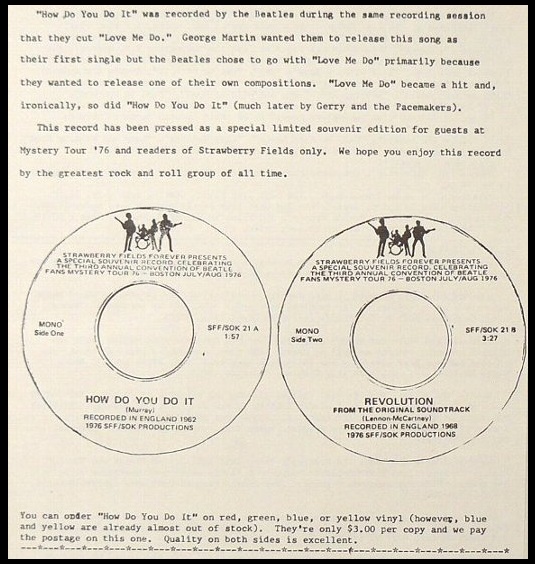 "How Do You Do It" was recorded by the Beatles during the same recording session
that they cut "Love Me Do." George Martin wanted them to release this song as
their first single but the Beatles chose to go with "Love Me Do" primarily because
they wanted to release one of their own compositions. "Love Me Do" became a hit and,
ironically, so did "How Do You Do It" (much later by Gerry and the Pacemakers).
This record has been pressed as a special limited souvenir edition for guests at
Mystery Tour '76 and readers of Strawberry Fields only. We hope you enjoy this record
by the greatest rock and roll group of all time.
STRAWBERRY FIELDS FOREVER PRESENTS
A SPECIAL SOUVENIR RECORD, CELEBRATING
THE THIRD ANNUAL CONVENTION OF BEATLE
FANS MYSTERY TOUR 76 - BOSTON JULY/AUG 1976
MONO
Side One
SFF/SOK 21 A
1:57
HOW DO YOU DO IT
(Murray)
RECORDED IN ENGLAND 1962
1976 SFF/SOK PRODUCTIONS
STRAWBERRY FIELDS FOREVER PRESENTS
A SPECIAL SOUVENIR RECORD, CELEBRATING
THE THIRD ANNUAL CONVENTION OF BEATLE
FANS MYSTERY TOUR 76 - BOSTON JULY/AUG 1976
MONO
Side Two
SFF/SOK 21 B
3:27
REVOLUTION
FROM THE ORIGINAL SOUNDTRACK
(Lennon-McCartney)
RECORDED IN ENGLAND 1968
1976 SFF/SOK PRODUCTIONS
You can order "How Do You Do It" on red, green, blue, or yellow vinyl (however, blue
and yellow are already almost out of stock). They're only $3.00 per copy and we pay
the postage on this one. Quality on both sides is excellent.